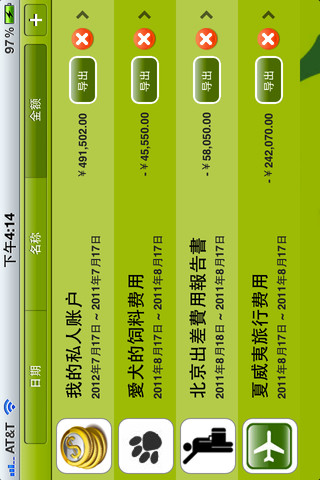 AT&T 下午4:14 97%
日期 名称 金额 +
我的私人账户
2012年7月17日 ~ 2011年7月17日
¥ 491,502.00
导出
愛犬的饲料费用
2011年8月17日 ~ 2011年8月17日
-¥ 45,550.00
导出
北京出差費用報告書
2011年8月18日 ~ 2011年8月17日
-¥ 58,050.00
导出
夏威夷旅行费用
2011年8月17日 ~ 2011年8月17日
-¥ 242,070.00
导出